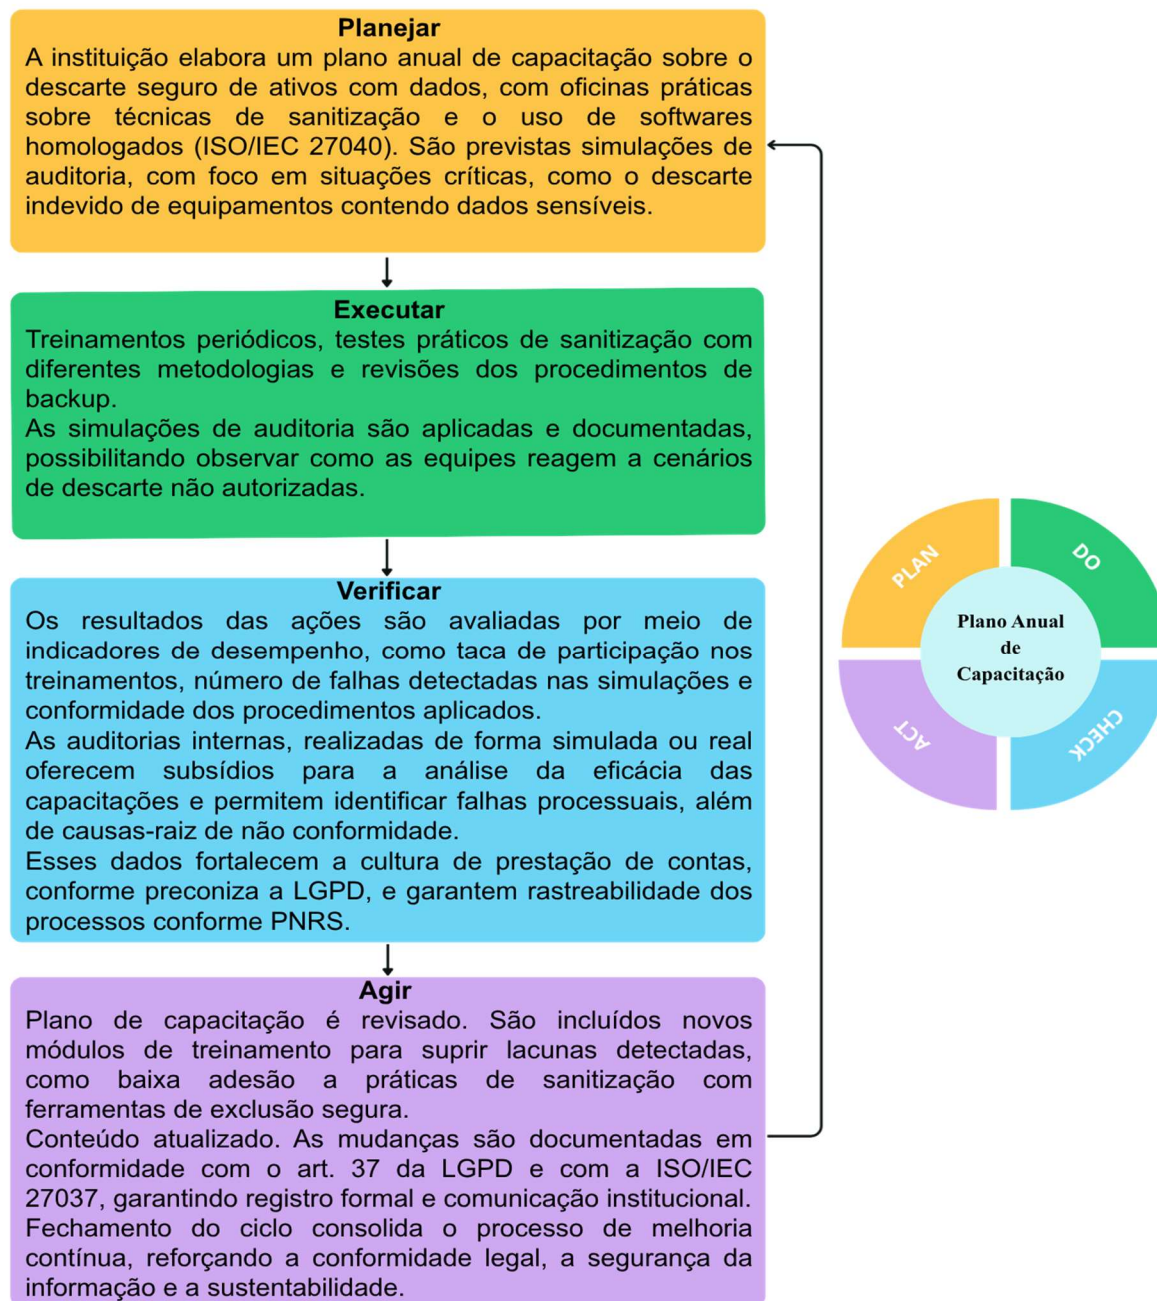 Planejar
A instituição elabora um plano anual de capacitação sobre o
descarte seguro de ativos com dados, com oficinas práticas
sobre técnicas de sanitização e o uso de softwares
homologados (ISO/IEC 27040). São previstas simulações de
auditoria, com foco em situações críticas, como o descarte
indevido de equipamentos contendo dados sensíveis.
Executar
Treinamentos periódicos, testes práticos de sanitização com
diferentes metodologias e revisões dos procedimentos de
backup.
As simulações de auditoria são aplicadas e documentadas,
possibilitando observar como as equipes reagem a cenários
de descarte não autorizadas.
Verificar
Os resultados das ações são avaliadas por meio de
indicadores de desempenho, como taca de participação nos
treinamentos, número de falhas detectadas nas simulações e
conformidade dos procedimentos aplicados.
As auditorias internas, realizadas de forma simulada ou real
oferecem subsídios para a análise da eficácia das
capacitações e permitem identificar falhas processuais, além
de causas-raiz de não conformidade.
Esses dados fortalecem a cultura de prestação de contas,
conforme preconiza a LGPD, e garantem rastreabilidade dos
processos conforme PNRS.
Agir
Plano de capacitação é revisado. São incluídos novos
módulos de treinamento para suprir lacunas detectadas,
como baixa adesão a práticas de sanitização com
ferramentas de exclusão segura.
Conteúdo atualizado. As mudanças são documentadas em
conformidade com o art. 37 da LGPD e com a ISO/IEC
27037, garantindo registro formal e comunicação institucional.
Fechamento do ciclo consolida o processo de melhoria
contínua, reforçando a conformidade legal, a segurança da
informação e a sustentabilidade.
PLAN
DO
Plano Anual
de
Capacitação
ACT
CHECK